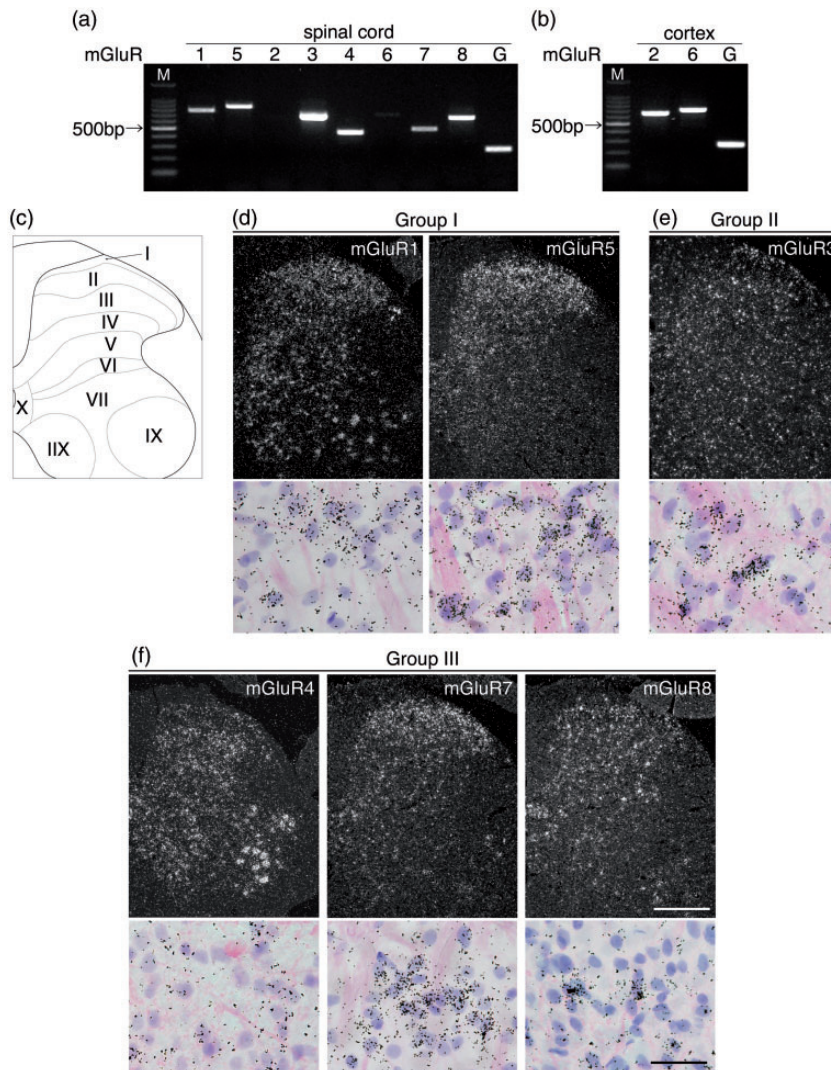 (a)
spinal cord
mGluR 1 5 2 3 4 6 7 8 G
M
500bp→
(b)
cortex
mGluR 2 6 G
M
500bp→
(c)
I
II
III
IV
V
VI
VII
X
IIX
IX
(d)
Group I
mGluR1
mGluR5
(e)
Group II
mGluR3
(f)
Group III
mGluR4
mGluR7
mGluR8